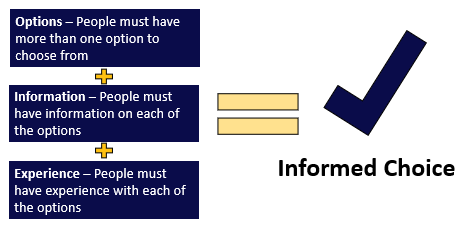 Options – People must have
more than one option to
choose from
Information – People must
have information on each of
the options
Experience – People must
have experience with each of
the options
Informed Choice